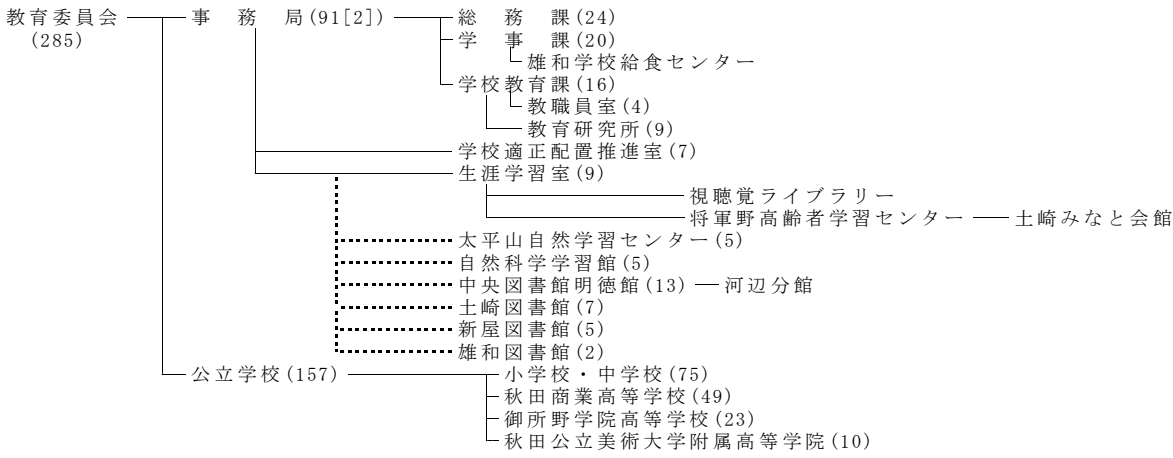 教育委員会 事務局(91[2]) 総務課(24)
(285) 学事課(20)
雄和学校給食センター
学校教育課(16)
教職員室(4)
教育研究所(9)
学校適正配置推進室(7)
生涯学習室(9)
視聴覚ライブラリー
将軍野高齢者学習センター 土崎みなと会館
太平山自然学習センター(5)
自然科学学習館(5)
中央図書館明徳館(13) 河辺分館
土崎図書館(7)
新屋図書館(5)
雄和図書館(2)
公立学校(157) 小学校・中学校(75)
秋田商業高等学校(49)
御所野学院高等学校(23)
秋田公立美術大学附属高等学院(10)